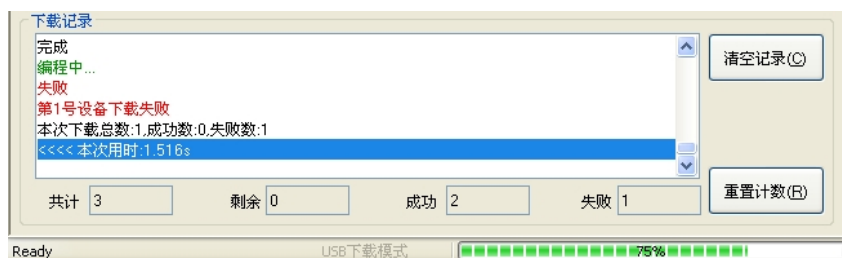 下载记录
完成
编程中...
失败
第1号设备下载失败
本次下载总数:1,成功数:0,失败数:1
<<<< 本次用时:1.516s
清空记录(C)
重置计数(R)
共计 3 剩余 0 成功 2 失败 1
Ready USB下载模式 75%